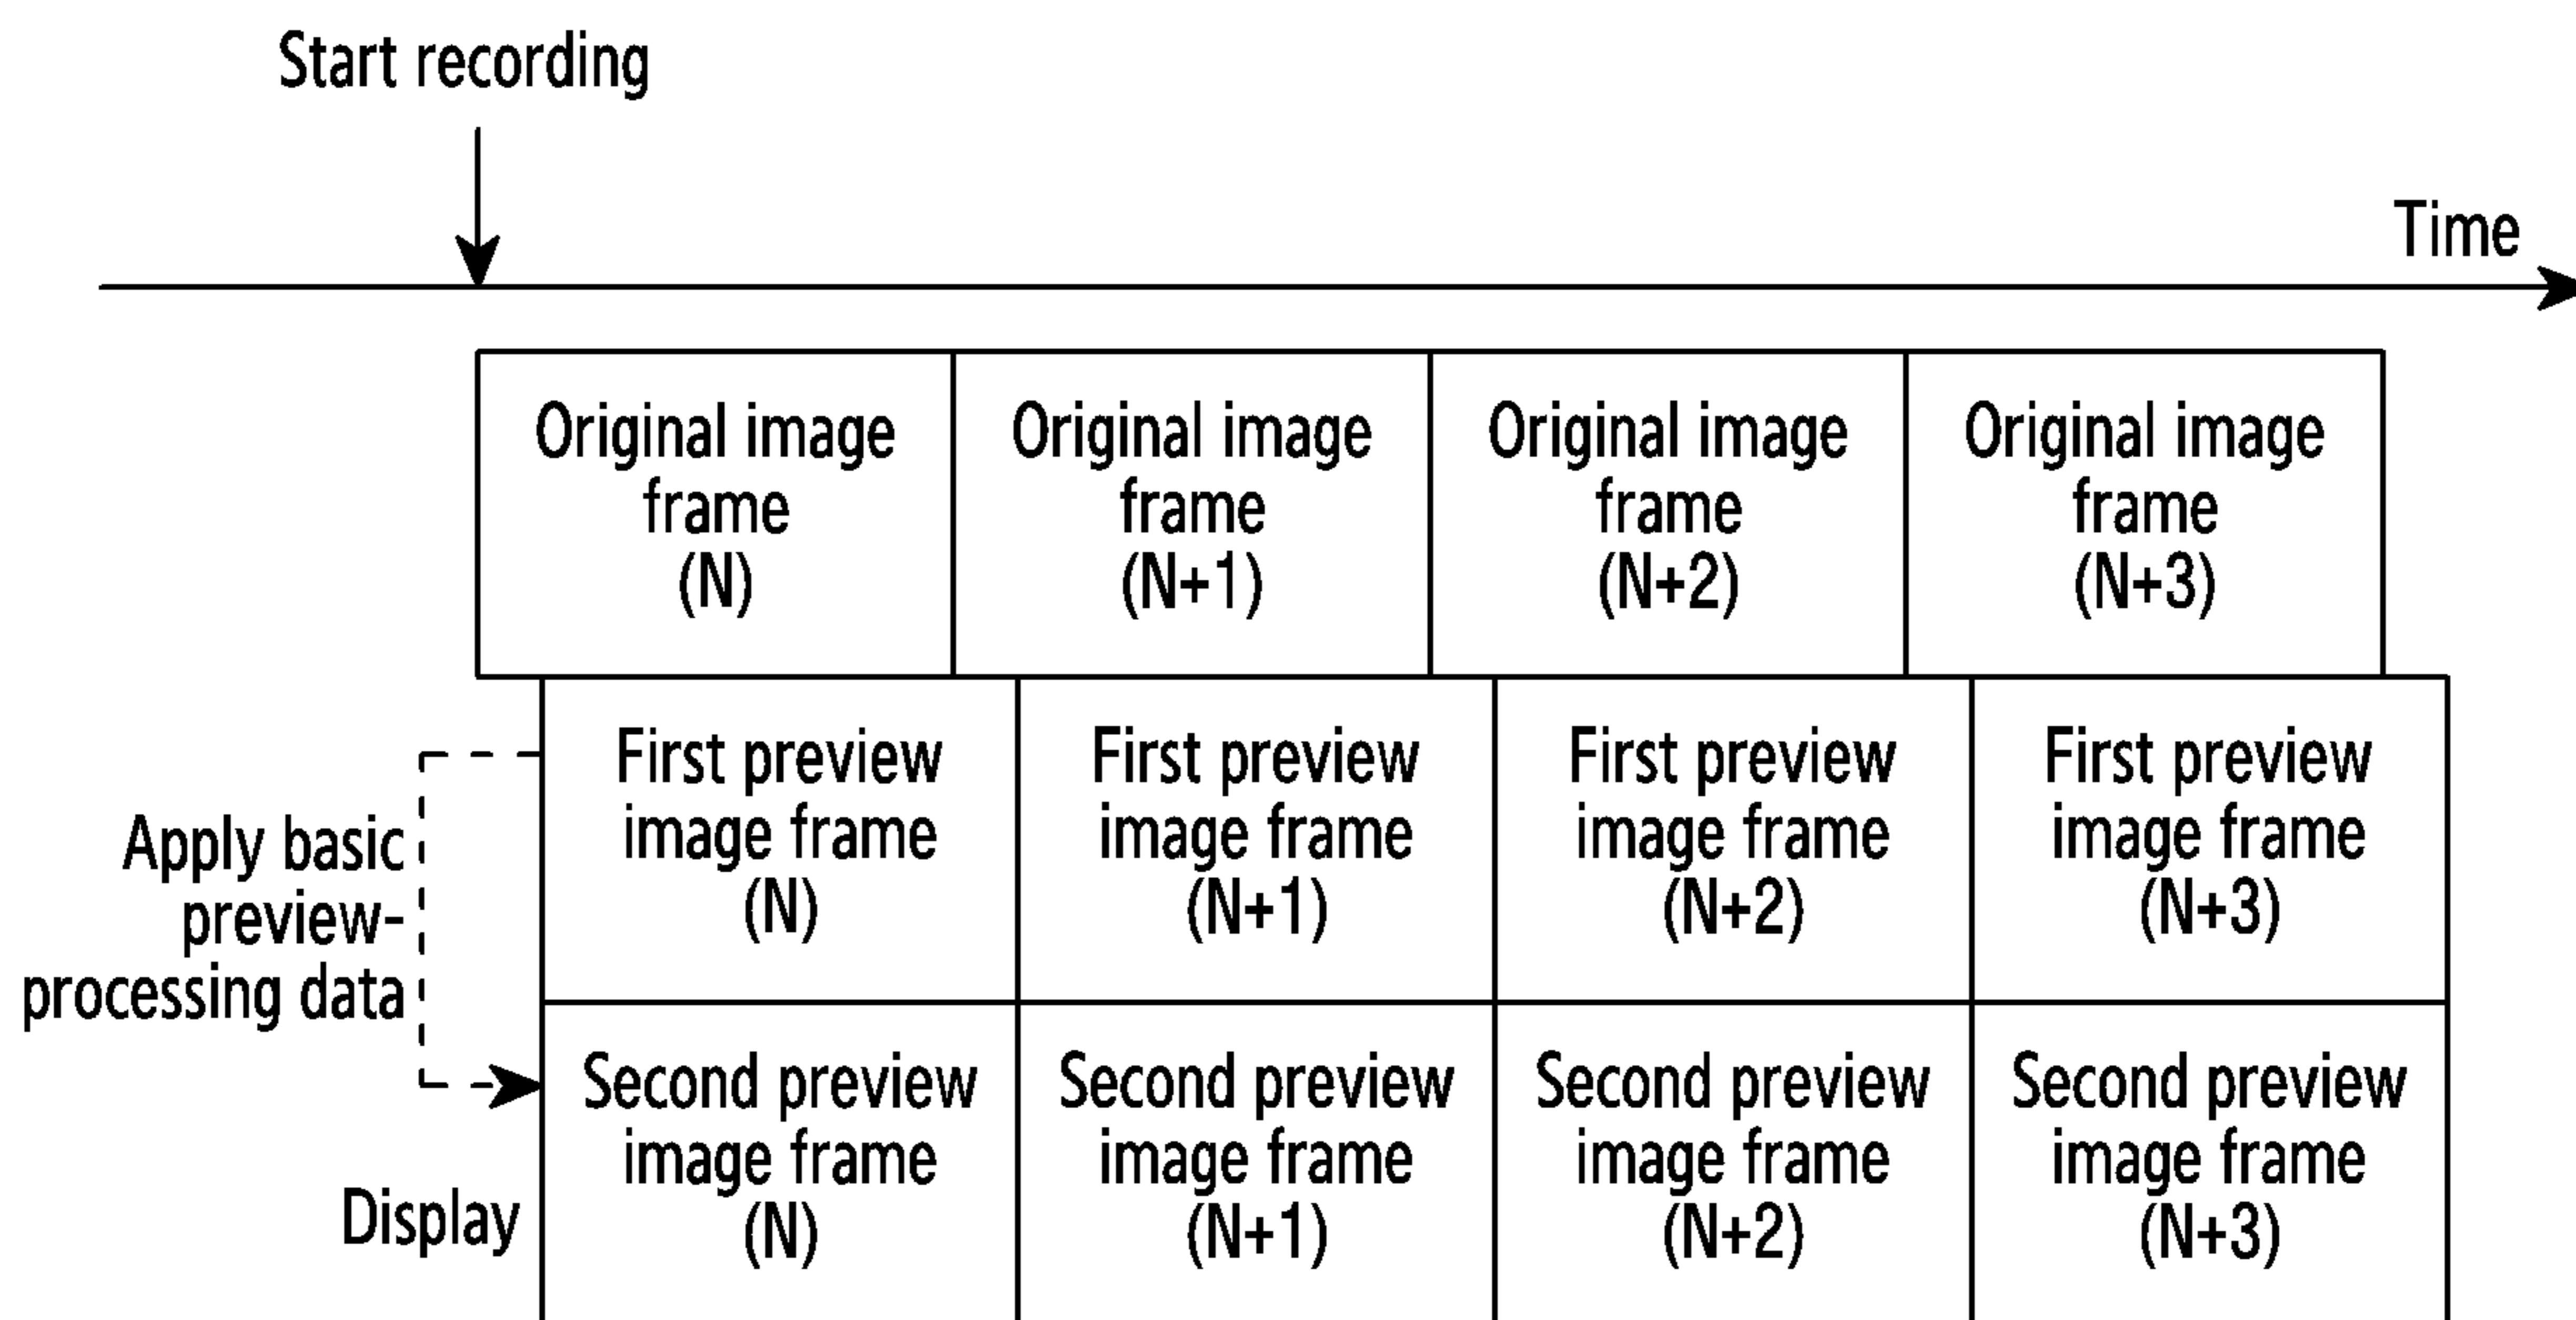 Start recording
Time
Original image
frame
(N)
Original image
frame
(N+1)
Original image
frame
(N+2)
Original image
frame
(N+3)
Apply basic
preview-
processing data
First preview
image frame
(N)
First preview
image frame
(N+1)
First preview
image frame
(N+2)
First preview
image frame
(N+3)
Display
Second preview
image frame
(N)
Second preview
image frame
(N+1)
Second preview
image frame
(N+2)
Second preview
image frame
(N+3)